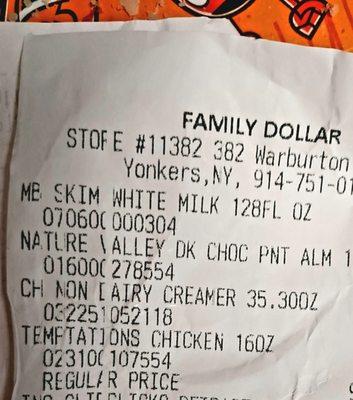 FAMILY DOLLAR
STORE #11382 382 Warburton
Yonkers,NY, 914-751-01
MB SKIM WHITE MILK 128FL OZ
070600000304
NATURE VALLEY DK CHOC PNT ALM 1
016000278554
CH NON DAIRY CREAMER 35.30OZ
032251052118
TEMPTATIONS CHICKEN 16OZ
023100107554
REGULAR PRICE